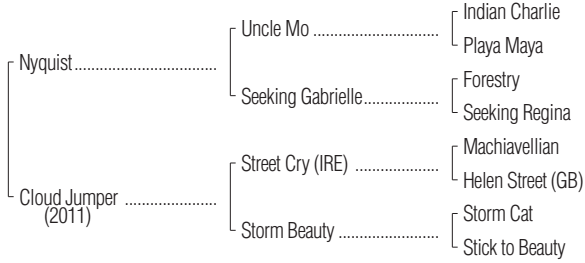 Indian Charlie
Uncle Mo ...................
Playa Maya
Nyquist......................
Forestry
Seeking Gabrielle.............
Seeking Regina
Machiavellian
Street Cry (IRE) .............
Helen Street (GB)
Cloud Jumper ..............
(2011)
Storm Cat
Storm Beauty ................
Stick to Beauty